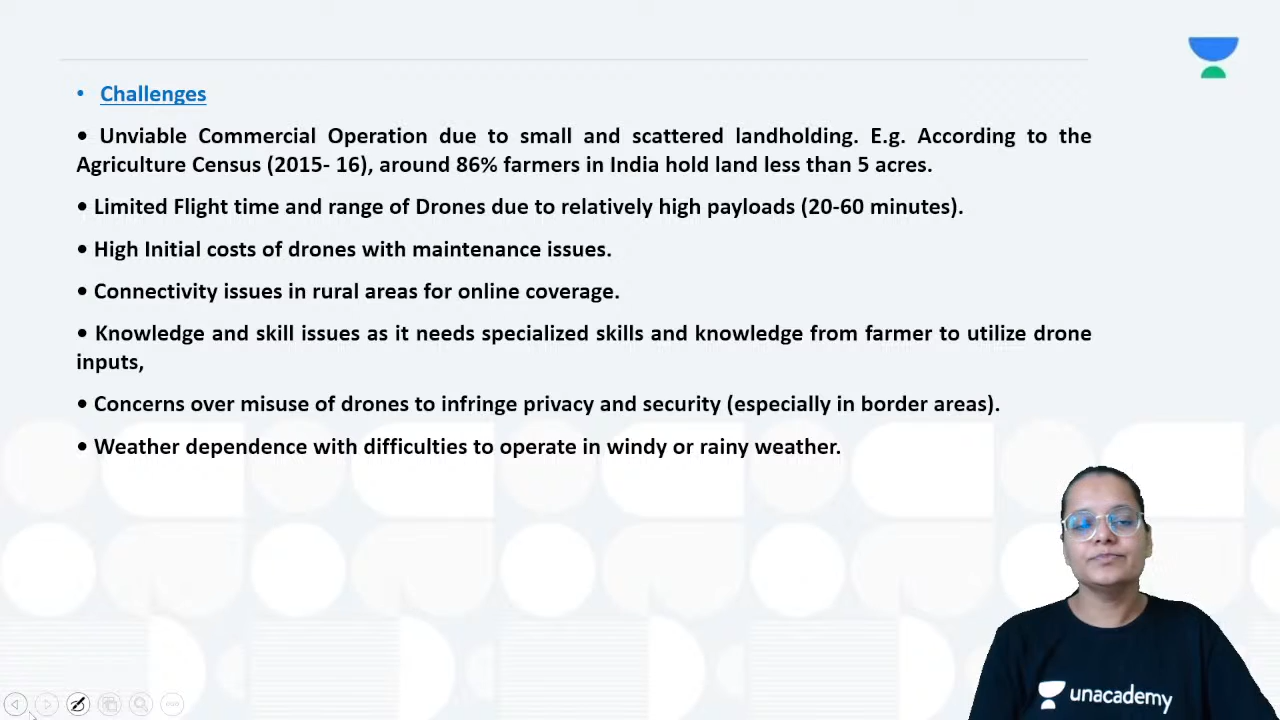 • Challenges
• Unviable Commercial Operation due to small and scattered landholding. E.g. According to the
Agriculture Census (2015- 16), around 86% farmers in India hold land less than 5 acres.
• Limited Flight time and range of Drones due to relatively high payloads (20-60 minutes).
• High Initial costs of drones with maintenance issues.
• Connectivity issues in rural areas for online coverage.
• Knowledge and skill issues as it needs specialized skills and knowledge from farmer to utilize drone
inputs,
• Concerns over misuse of drones to infringe privacy and security (especially in border areas).
• Weather dependence with difficulties to operate in windy or rainy weather.
unacademy